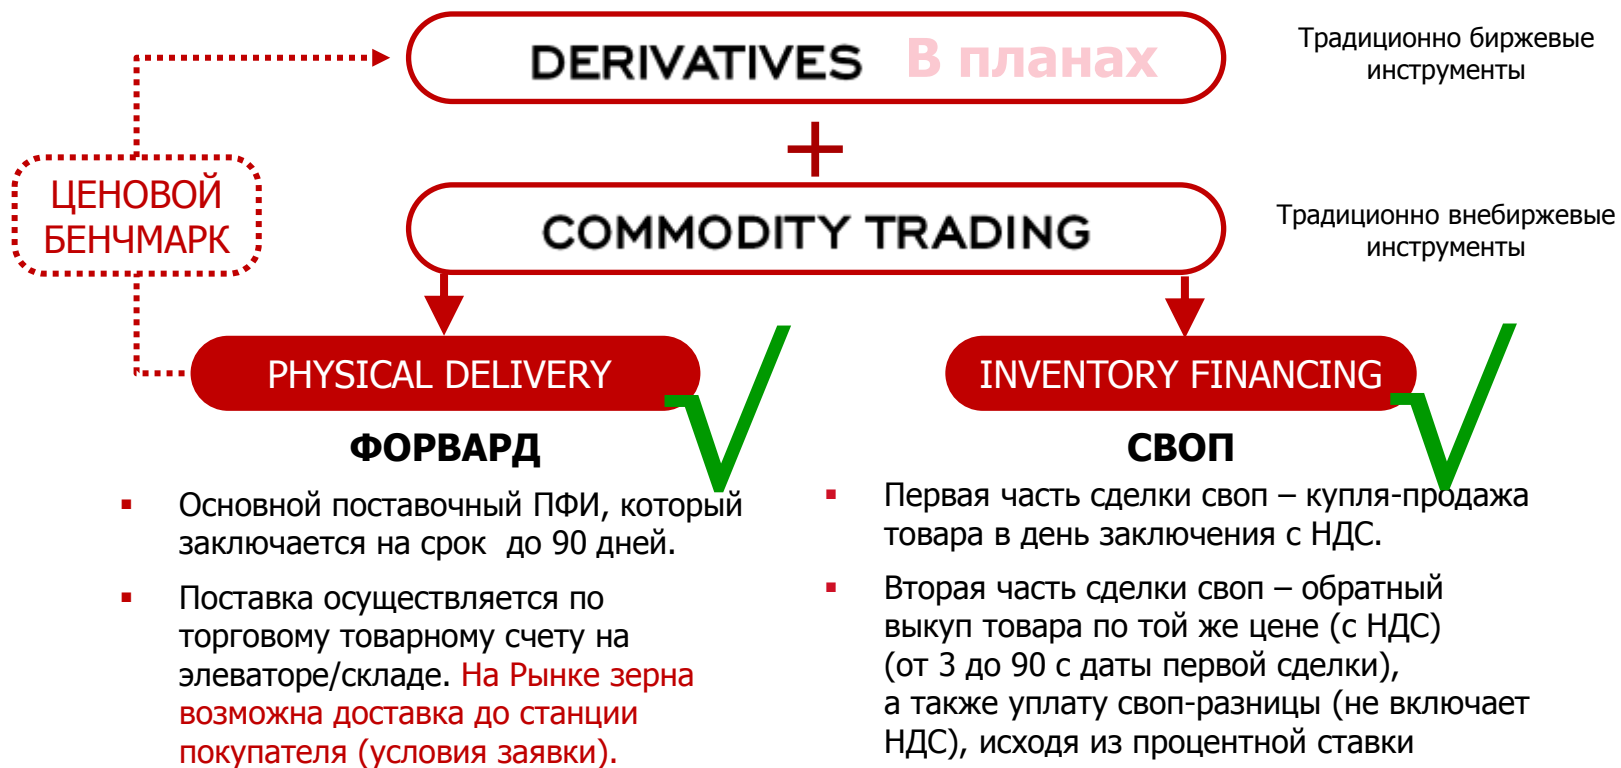 DERIVATIVES В планах
Традиционно биржевые
инструменты
ЦЕНОВОЙ
БЕНЧМАРК
COMMODITY TRADING
Традиционно внебиржевые
инструменты
PHYSICAL DELIVERY
INVENTORY FINANCING
ФОРВАРД
▪ Основной поставочный ПФИ, который
заключается на срок до 90 дней.
▪ Поставка осуществляется по
торговому товарному счету на
элеваторе/складе. На Рынке зерна
возможна доставка до станции
покупателя (условия заявки).
СВОП
▪ Первая часть сделки своп – купля-продажа
товара в день заключения с НДС.
▪ Вторая часть сделки своп – обратный
выкуп товара по той же цене (с НДС)
(от 3 до 90 с даты первой сделки),
а также уплату своп-разницы (не включает
НДС), исходя из процентной ставки